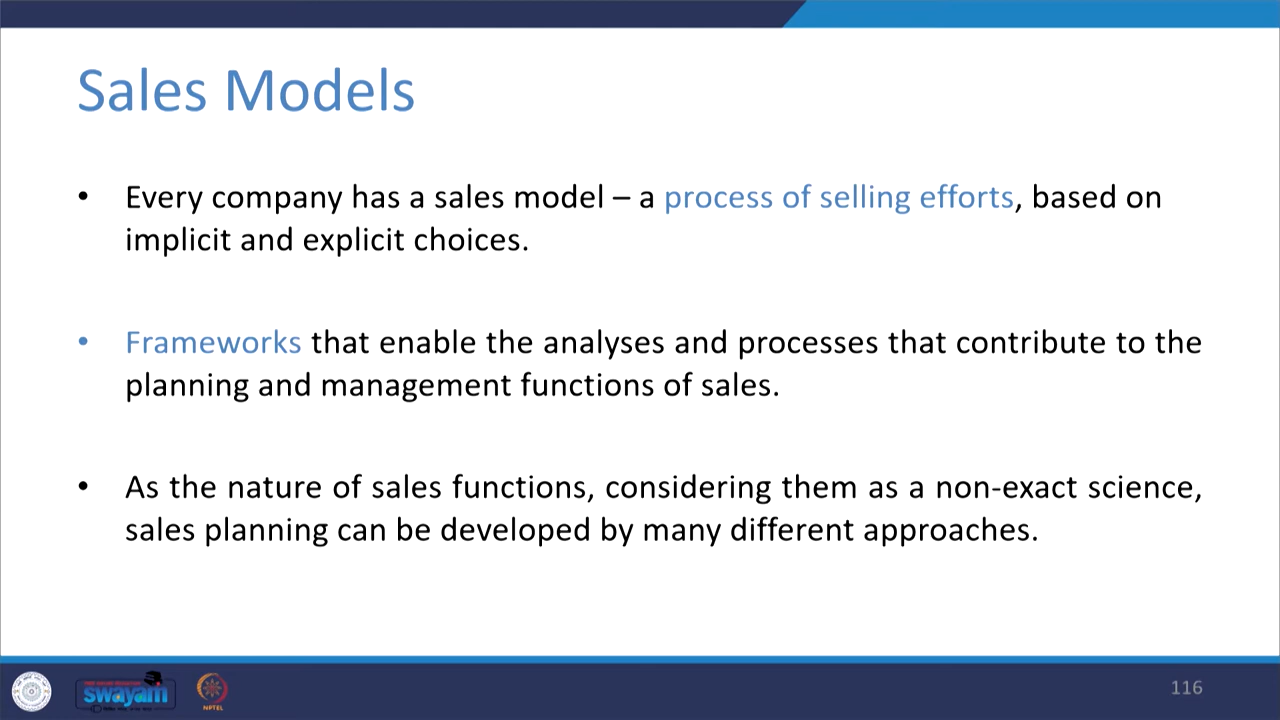 Sales Models
• Every company has a sales model – a process of selling efforts, based on
implicit and explicit choices.
• Frameworks that enable the analyses and processes that contribute to the
planning and management functions of sales.
• As the nature of sales functions, considering them as a non-exact science,
sales planning can be developed by many different approaches.
swayam
NPTEL
116